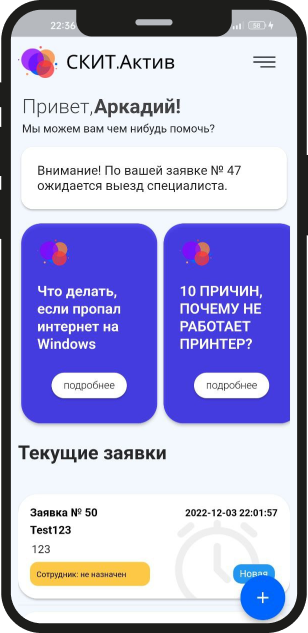 22:36
СКИТ.Актив
Привет,Аркадий!
Мы можем вам чем нибудь помочь?
Внимание! По вашей заявке № 47
ожидается выезд специалиста.
Что делать,
если пропал
интернет на
Windows
подробнее
10 ПРИЧИН,
ПОЧЕМУ НЕ
РАБОТАЕТ
ПРИНТЕР?
подробнее
Текущие заявки
Заявка № 50
2022-12-03 22:01:57
Test123
123
Сотрудник: не назначен
Новая
+